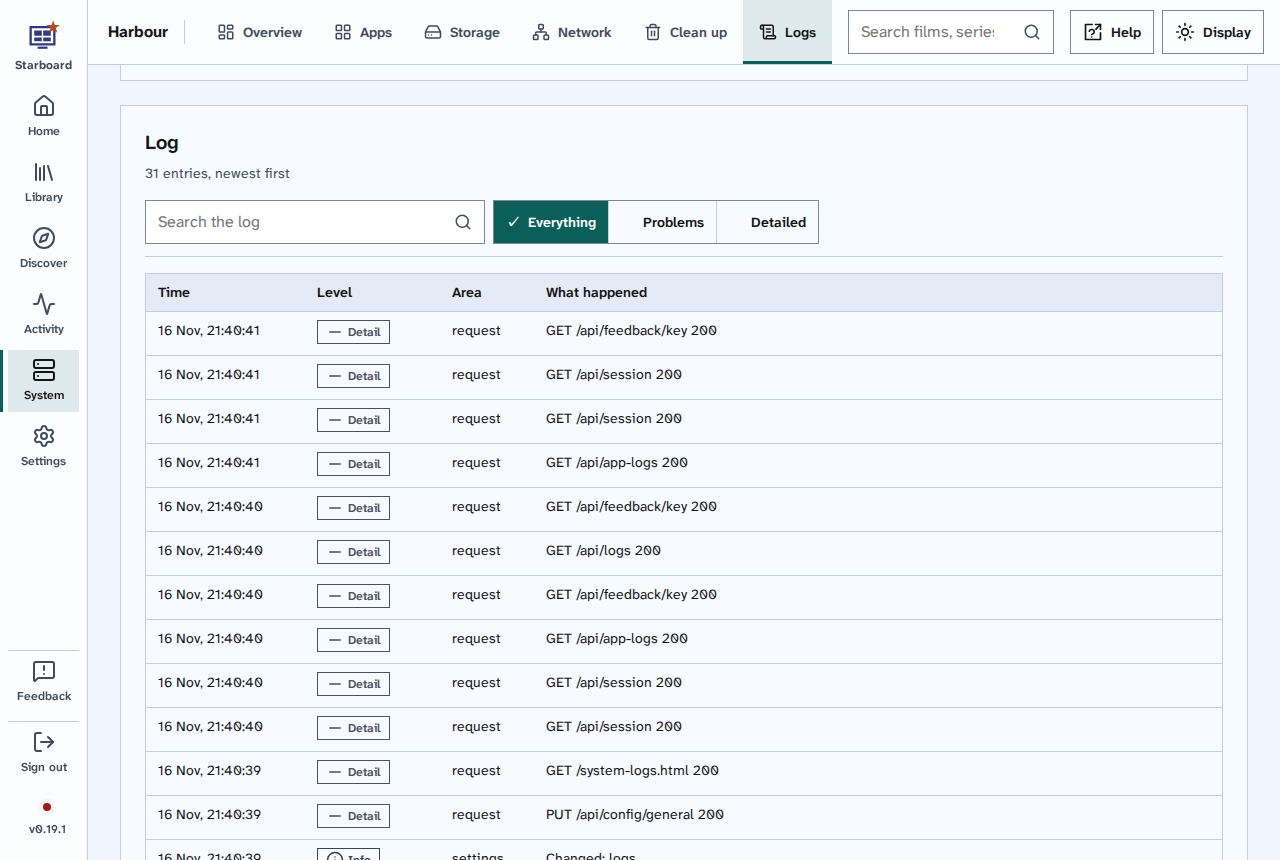 Starboard
Home
Library
Discover
Activity
System
Settings
Feedback
Sign out
v0.19.1
Harbour
Overview
Apps
Storage
Network
Clean up
Logs
Search films, series
Help
Display
Log
31 entries, newest first
Search the log
✓ Everything
Problems
Detailed
Time Level Area What happened
16 Nov, 21:40:41 — Detail request GET /api/feedback/key 200
16 Nov, 21:40:41 — Detail request GET /api/session 200
16 Nov, 21:40:41 — Detail request GET /api/session 200
16 Nov, 21:40:41 — Detail request GET /api/app-logs 200
16 Nov, 21:40:40 — Detail request GET /api/feedback/key 200
16 Nov, 21:40:40 — Detail request GET /api/logs 200
16 Nov, 21:40:40 — Detail request GET /api/feedback/key 200
16 Nov, 21:40:40 — Detail request GET /api/app-logs 200
16 Nov, 21:40:40 — Detail request GET /api/session 200
16 Nov, 21:40:40 — Detail request GET /api/session 200
16 Nov, 21:40:39 — Detail request GET /system-logs.html 200
16 Nov, 21:40:39 — Detail request PUT /api/config/general 200
16 Nov, 21:40:39 Info settings Changed: logs